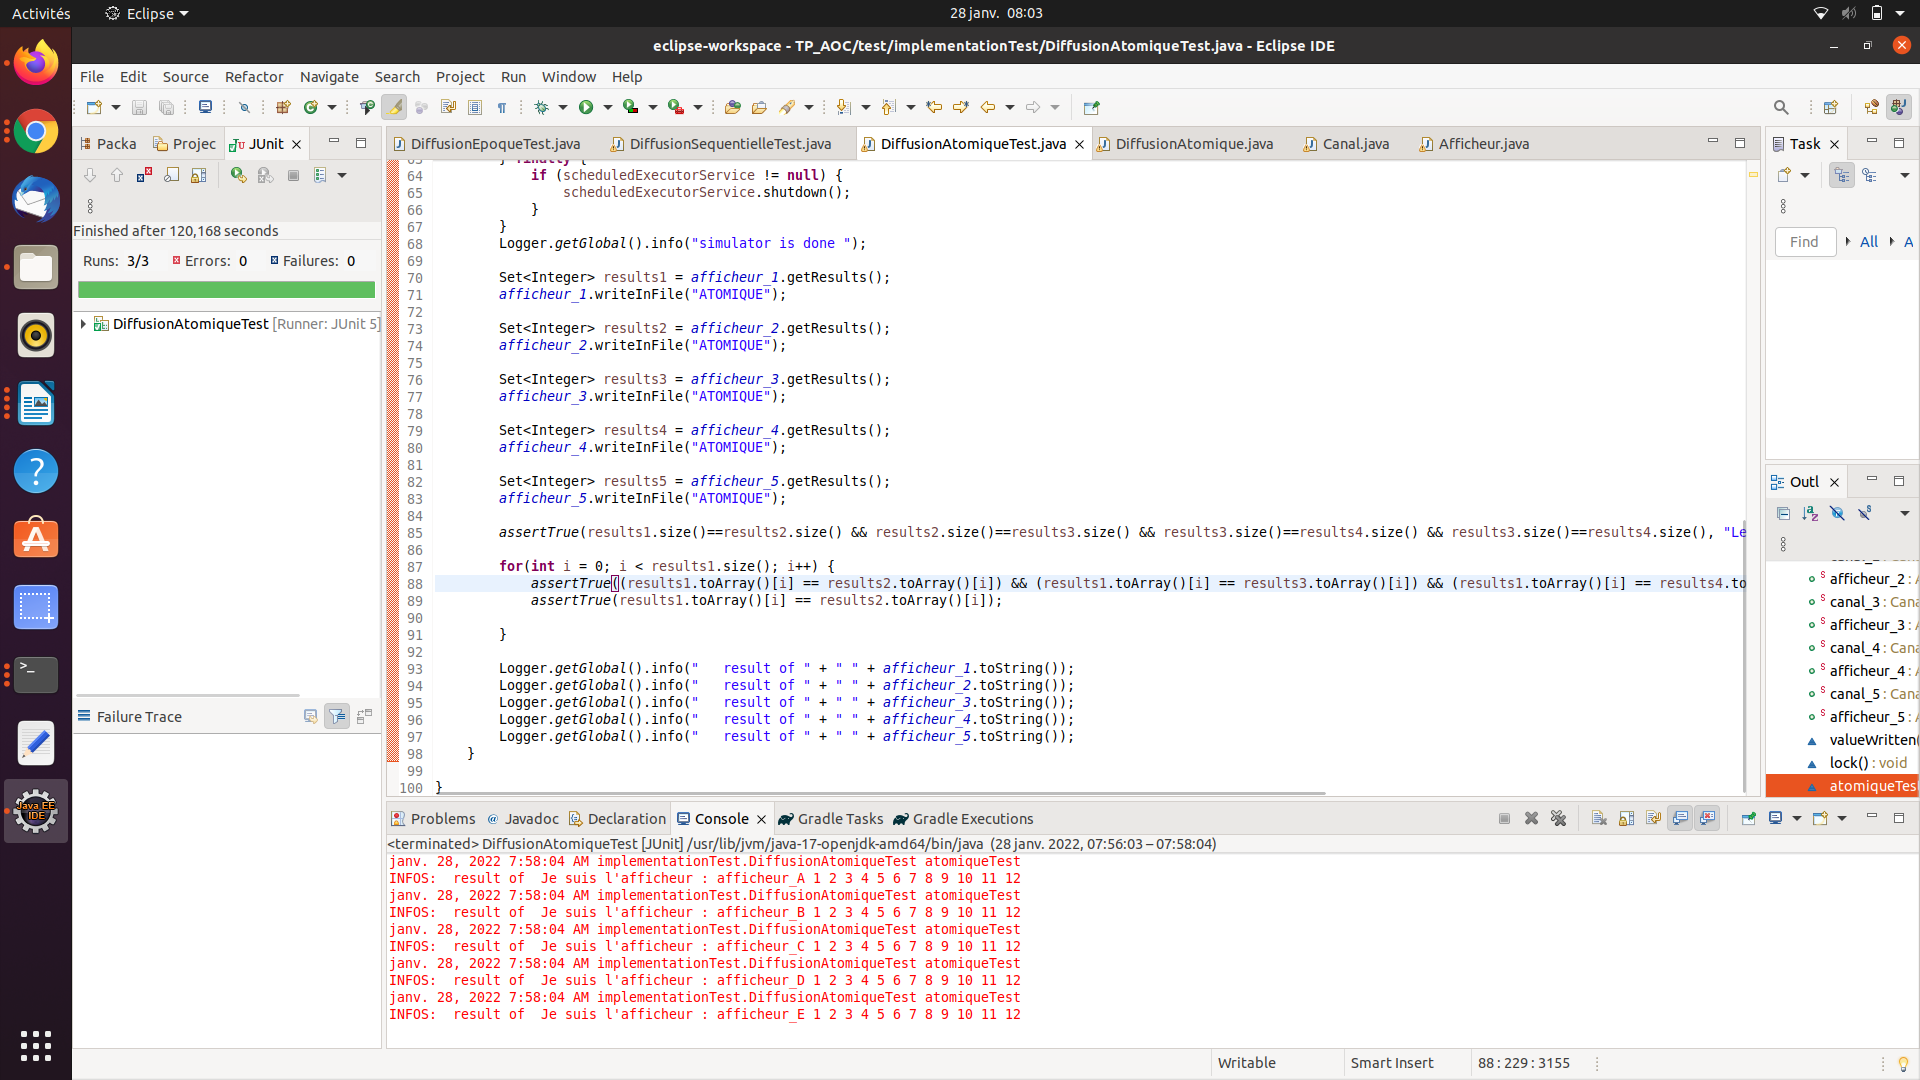 Activités
Eclipse
28 janv.  08:03
eclipse-workspace - TP_AOC/test/implementationTest/DiffusionAtomiqueTest.java - Eclipse IDE
File Edit Source Refactor Navigate Search Project Run Window Help
Packa Projec JUnit
Finished after 120,168 seconds
Runs: 3/3 Errors: 0 Failures: 0
DiffusionAtomiqueTest [Runner: JUnit 5]
Failure Trace
DiffusionEpoqueTest.java DiffusionSequentielleTest.java DiffusionAtomiqueTest.java DiffusionAtomique.java Canal.java Afficheur.java
63 } finally {
64 if (scheduledExecutorService != null) {
65 scheduledExecutorService.shutdown();
66 }
67 }
68 Logger.getGlobal().info("simulator is done ");
69
70 Set<Integer> results1 = afficheur_1.getResults();
71 afficheur_1.writeInFile("ATOMIQUE");
72
73 Set<Integer> results2 = afficheur_2.getResults();
74 afficheur_2.writeInFile("ATOMIQUE");
75
76 Set<Integer> results3 = afficheur_3.getResults();
77 afficheur_3.writeInFile("ATOMIQUE");
78
79 Set<Integer> results4 = afficheur_4.getResults();
80 afficheur_4.writeInFile("ATOMIQUE");
81
82 Set<Integer> results5 = afficheur_5.getResults();
83 afficheur_5.writeInFile("ATOMIQUE");
84
85 assertTrue(results1.size()==results2.size() && results2.size()==results3.size() && results3.size()==results4.size() && results3.size()==results4.size(), "Le
86
87 for(int i = 0; i < results1.size(); i++) {
88 assertTrue((results1.toArray()[i] == results2.toArray()[i]) && (results1.toArray()[i] == results3.toArray()[i]) && (results1.toArray()[i] == results4.to
89 assertTrue(results1.toArray()[i] == results2.toArray()[i]);
90
91 }
92
93 Logger.getGlobal().info("   result of " + " " + afficheur_1.toString());
94 Logger.getGlobal().info("   result of " + " " + afficheur_2.toString());
95 Logger.getGlobal().info("   result of " + " " + afficheur_3.toString());
96 Logger.getGlobal().info("   result of " + " " + afficheur_4.toString());
97 Logger.getGlobal().info("   result of " + " " + afficheur_5.toString());
98 }
99
100 }
Task
Find All A
Outl
afficheur_2 : A
canal_3 : Cana
afficheur_3 : A
canal_4 : Cana
afficheur_4 : A
canal_5 : Cana
afficheur_5 : A
valueWritten(
lock() : void
atomiqueTes
Problems Javadoc Declaration Console Gradle Tasks Gradle Executions
<terminated> DiffusionAtomiqueTest [JUnit] /usr/lib/jvm/java-17-openjdk-amd64/bin/java  (28 janv. 2022, 07:56:03 – 07:58:04)
janv. 28, 2022 7:58:04 AM implementationTest.DiffusionAtomiqueTest atomiqueTest
INFOS:  result of  Je suis l'afficheur : afficheur_A 1 2 3 4 5 6 7 8 9 10 11 12
janv. 28, 2022 7:58:04 AM implementationTest.DiffusionAtomiqueTest atomiqueTest
INFOS:  result of  Je suis l'afficheur : afficheur_B 1 2 3 4 5 6 7 8 9 10 11 12
janv. 28, 2022 7:58:04 AM implementationTest.DiffusionAtomiqueTest atomiqueTest
INFOS:  result of  Je suis l'afficheur : afficheur_C 1 2 3 4 5 6 7 8 9 10 11 12
janv. 28, 2022 7:58:04 AM implementationTest.DiffusionAtomiqueTest atomiqueTest
INFOS:  result of  Je suis l'afficheur : afficheur_D 1 2 3 4 5 6 7 8 9 10 11 12
janv. 28, 2022 7:58:04 AM implementationTest.DiffusionAtomiqueTest atomiqueTest
INFOS:  result of  Je suis l'afficheur : afficheur_E 1 2 3 4 5 6 7 8 9 10 11 12
Java EE
IDE
Writable Smart Insert 88 : 229 : 3155